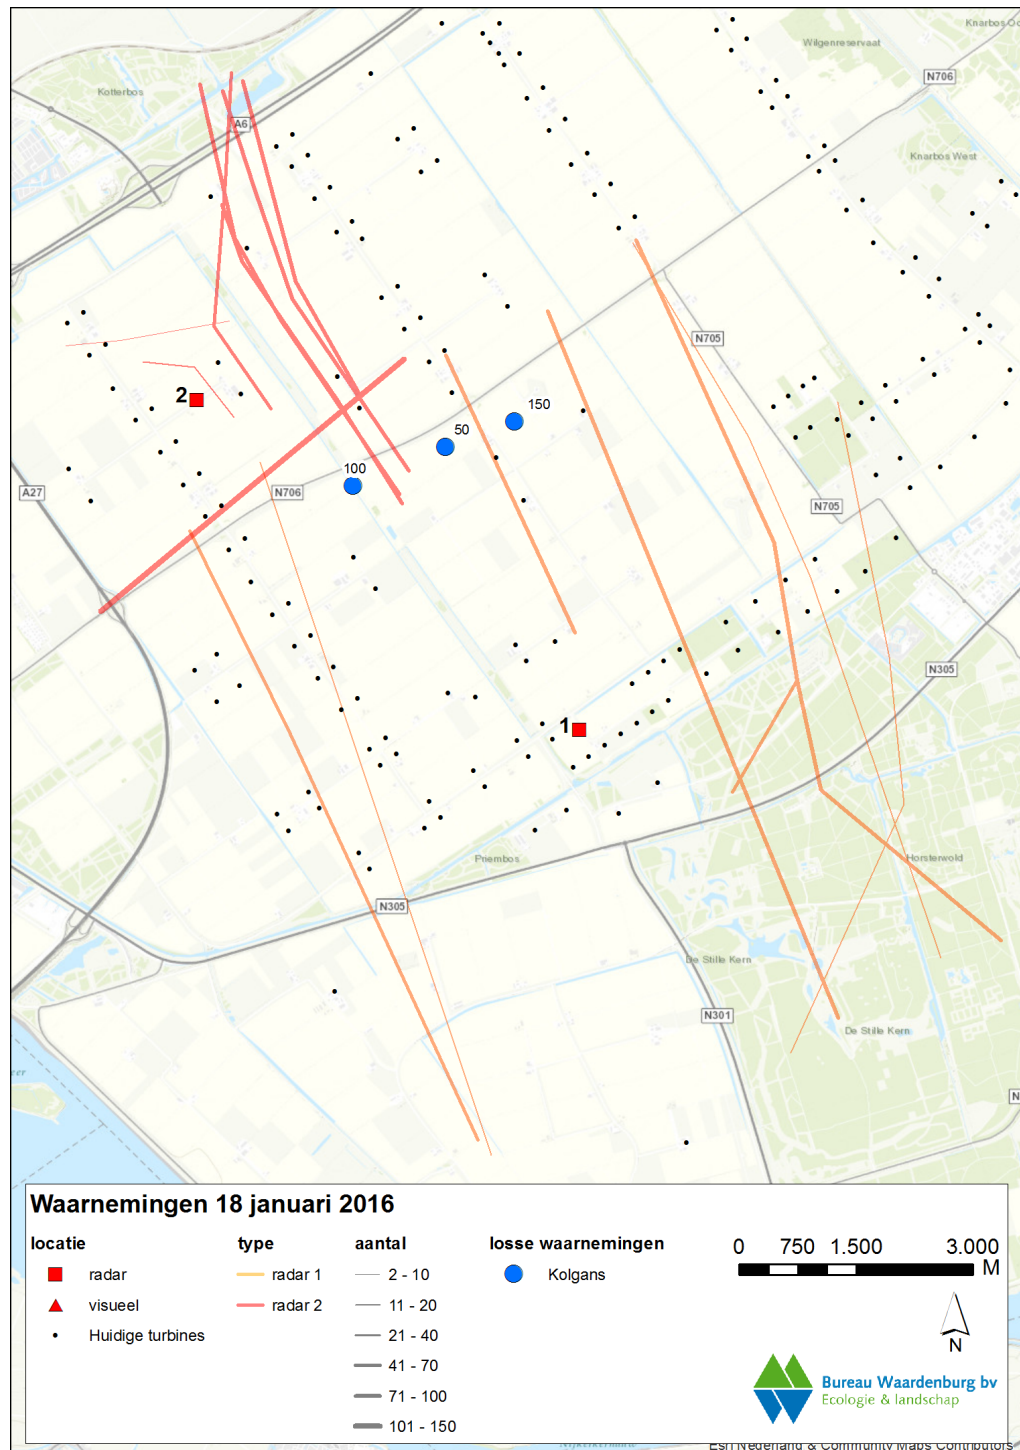 Knarbos Oo
Wilgenreservaat
N706
Kotterbos
A6
Knarbos West
N705
2
150
50
100
A27
N706
N705
N305
1
Priembos
Horsterwold
N305
De Stille Kern
N301
De Stille Kern
eer
N
Waarnemingen 18 januari 2016
locatie
radar
visueel
Huidige turbines
type
radar 1
radar 2
aantal
2 - 10
11 - 20
21 - 40
41 - 70
71 - 100
101 - 150
losse waarnemingen
Kolgans
0 750 1.500 3.000
M
N
Bureau Waardenburg bv
Ecologie & landschap
Esri Nederland & Community Maps Contributors